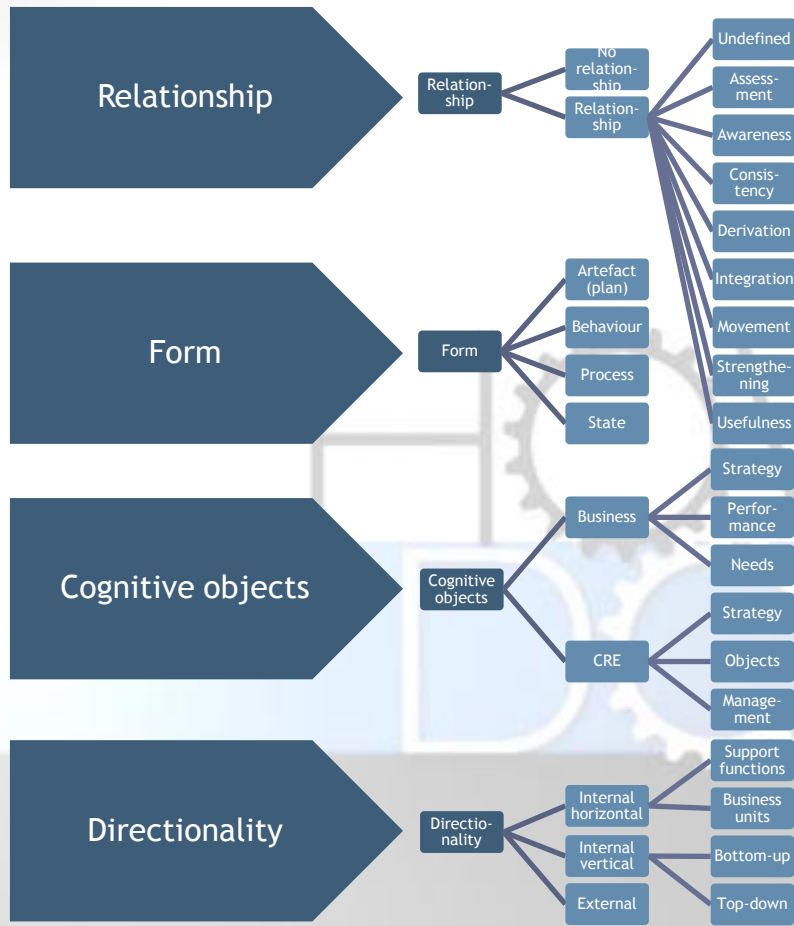 Relationship
Relation-
ship
No
relation-
ship
Relation-
ship
Undefined
Assess-
ment
Awareness
Consis-
tency
Derivation
Integration
Movement
Strengthe-
ning
Usefulness
Form
Form
Artefact
(plan)
Behaviour
Process
State
Cognitive objects
Cognitive
objects
Business
Strategy
Perfor-
mance
Needs
CRE
Strategy
Objects
Manage-
ment
Directionality
Directio-
nality
Internal
horizontal
Support
functions
Business
units
Internal
vertical
Bottom-up
Top-down
External